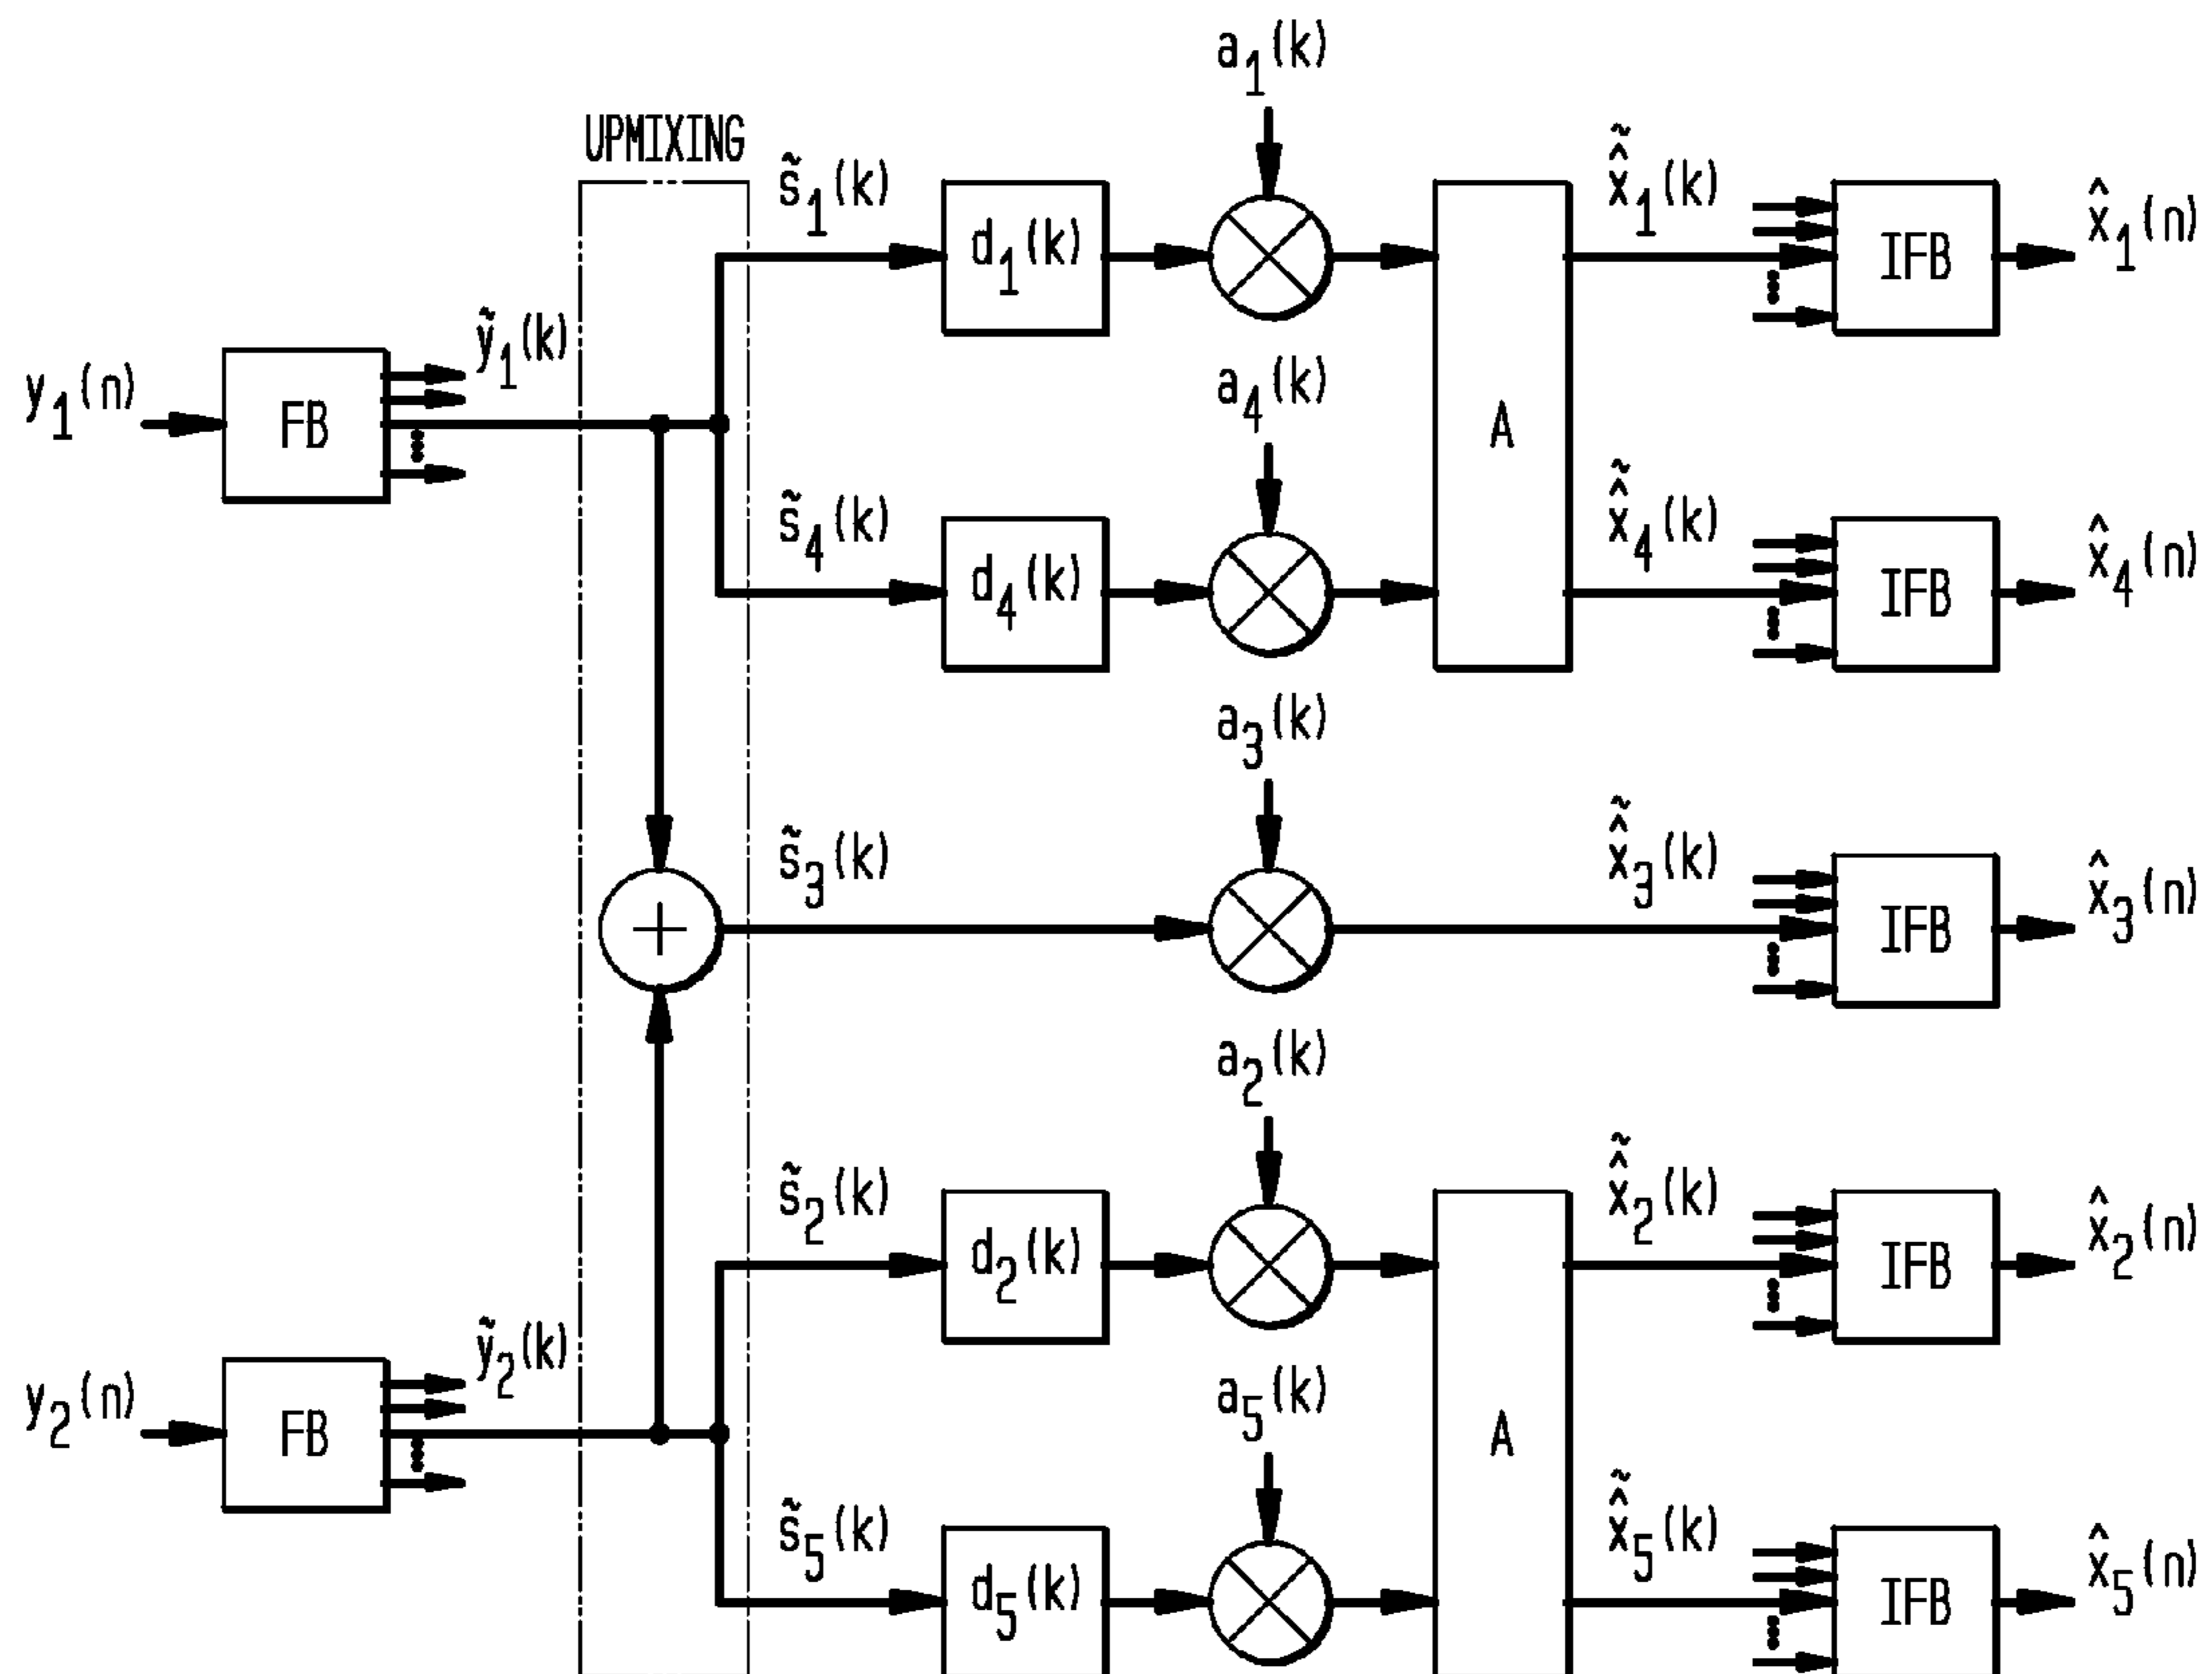 a₁(k)
UPMIXING
s̃₁(k)
d₁(k)
x̃̂₁(k)
IFB
x̂₁(n)
y₁(n)
FB
ỹ₁(k)
a₄(k)
A
s̃₄(k)
d₄(k)
x̃̂₄(k)
IFB
x̂₄(n)
a₃(k)
+
s̃₃(k)
x̃̂₃(k)
IFB
x̂₃(n)
a₂(k)
s̃₂(k)
d₂(k)
x̃̂₂(k)
IFB
x̂₂(n)
y₂(n)
FB
ỹ₂(k)
a₅(k)
A
s̃₅(k)
d₅(k)
x̃̂₅(k)
IFB
x̂₅(n)